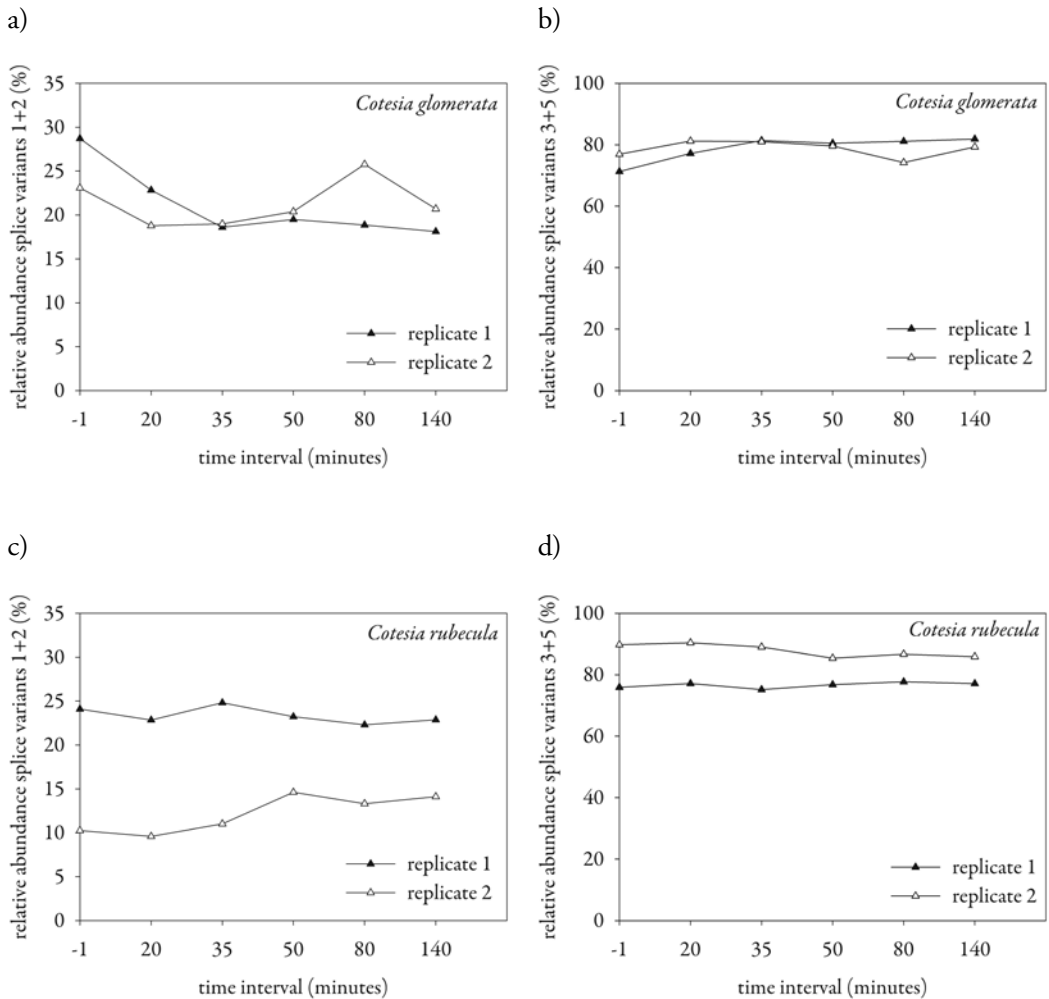 a)
relative abundance splice variants 1+2 (%)
35
30
25
20
15
10
5
0
Cotesia glomerata
replicate 1
replicate 2
-1 20 35 50 80 140
time interval (minutes)
b)
relative abundance splice variants 3+5 (%)
100
80
60
40
20
0
Cotesia glomerata
replicate 1
replicate 2
-1 20 35 50 80 140
time interval (minutes)
c)
relative abundance splice variants 1+2 (%)
35
30
25
20
15
10
5
0
Cotesia rubecula
replicate 1
replicate 2
-1 20 35 50 80 140
time interval (minutes)
d)
relative abundance splice variants 3+5 (%)
100
80
60
40
20
0
Cotesia rubecula
replicate 1
replicate 2
-1 20 35 50 80 140
time interval (minutes)